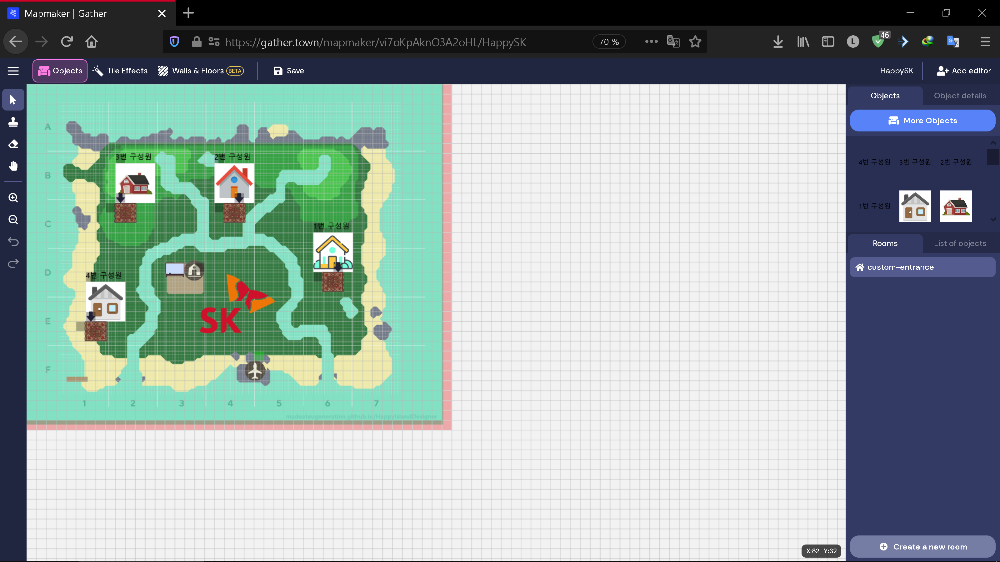 Mapmaker | Gather
https://gather.town/mapmaker/vi7oKpAknO3A2oHL/HappySK
70 %
L
46
Objects
Tile Effects
Walls & Floors BETA
Save
HappySK
Add editor
Objects
Object details
More Objects
4번 구성원 3번 구성원 2번 구성원
1번 구성원
Rooms
List of objects
custom-entrance
Create a new room
A
3번 구성원
2번 구성원
B
C
1번 구성원
D
4번 구성원
SK
E
F
1 2 3 4 5 6 7
madeateugeneration.github.io/HappyIslandDesigner
X:82 Y:32